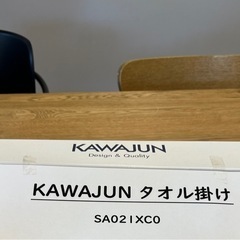 KAWAJUN
Design & Quality
KAWAJUN タオル掛け
SA021XC0